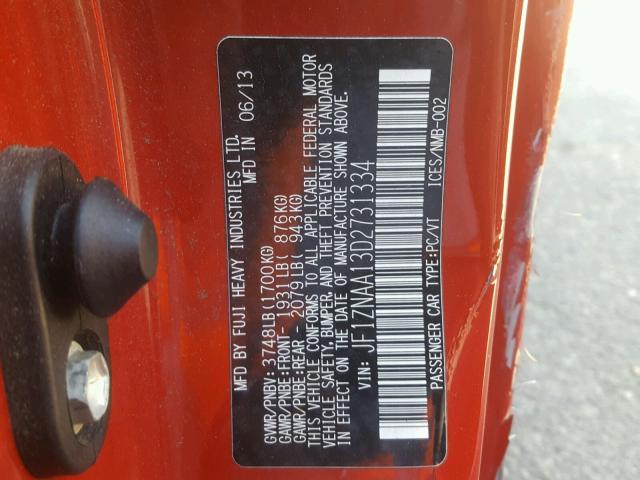 MFD BY FUJI HEAVY INDUSTRIES LTD.
MFD IN 06/13
GVWR/PNBV: 3748LB(1700KG)
GAWR/PNBE:FRONT 1931LB( 876KG)
GAWR/PNBE:REAR - 2079LB( 943KG)
THIS VEHICLE CONFORMS TO ALL APPLICABLE FEDERAL MOTOR
VEHICLE SAFETY, BUMPER AND THEFT PREVENTION STANDARDS
IN EFFECT ON THE DATE OF MANUFACTURE SHOWN ABOVE.
VIN: JF1ZNAA13D2731334
PASSENGER CAR TYPE:PC/VT ICES/NMB-002